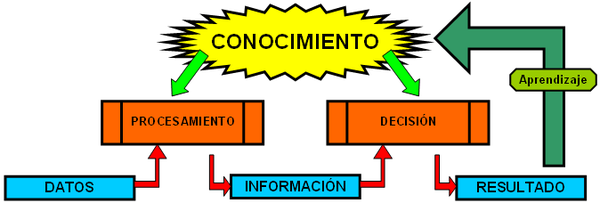 CONOCIMIENTO
Aprendizaje
PROCESAMIENTO
DECISIÓN
DATOS
INFORMACIÓN
RESULTADO